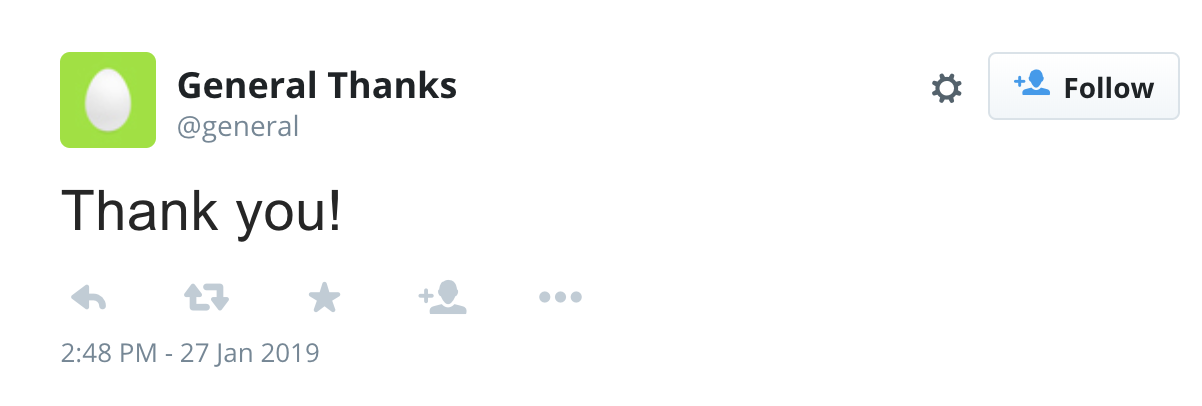 General Thanks
@general
Follow
Thank you!
2:48 PM - 27 Jan 2019